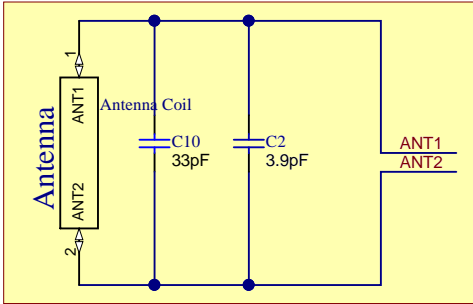 1
ANT1
Antenna Coil
Antenna
ANT2
2
C10
33pF
C2
3.9pF
ANT1
ANT2